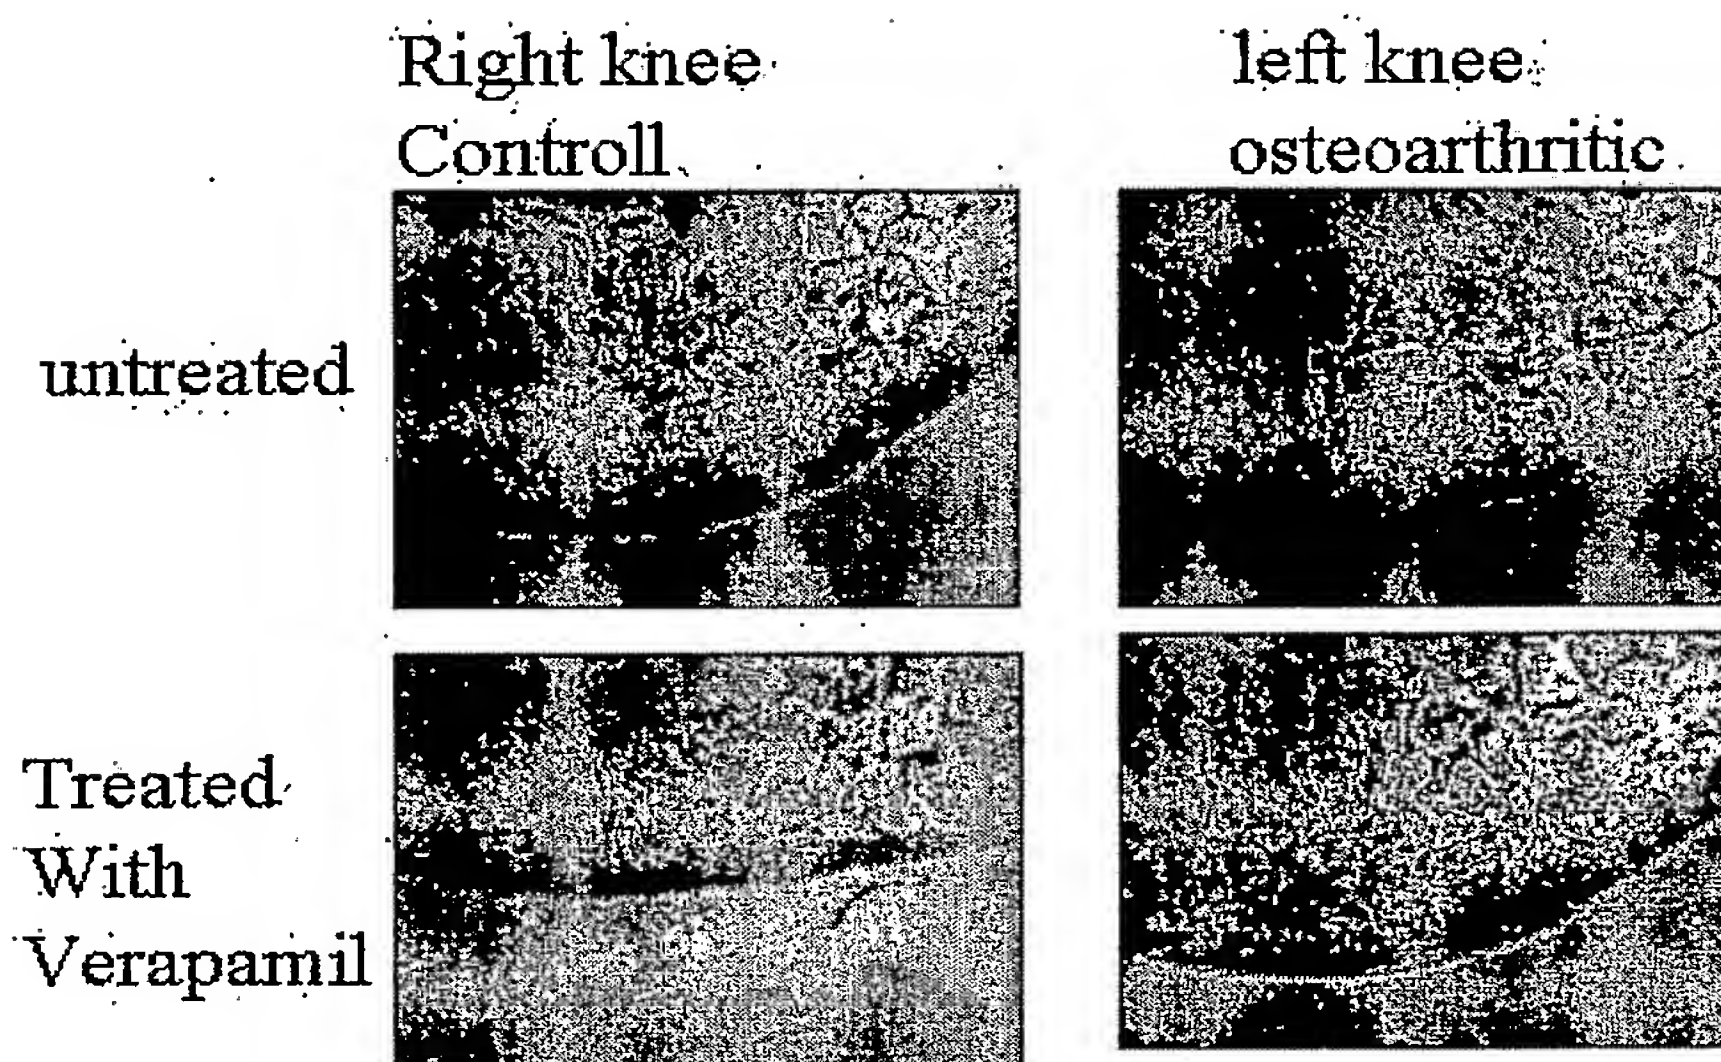 Right knee
Controll
left knee
osteoarthritic
untreated
Treated
With
Verapamil